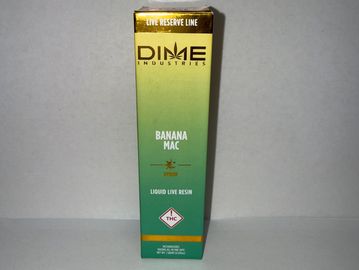 LIVE RESERVE LINE
DIME
INDUSTRIES
BANANA
MAC
HYBRID
LIQUID LIVE RESIN
!
THC